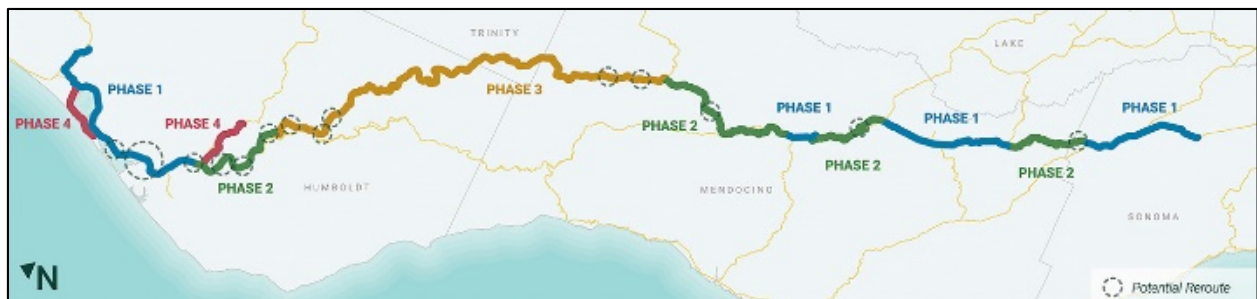 TRINITY
LAKE
PHASE 1
PHASE 3
PHASE 4
PHASE 4
PHASE 1
PHASE 1
PHASE 1
PHASE 2
PHASE 2
PHASE 2
PHASE 2
HUMBOLDT
MENDOCINO
SONOMA
N
Potential Reroute